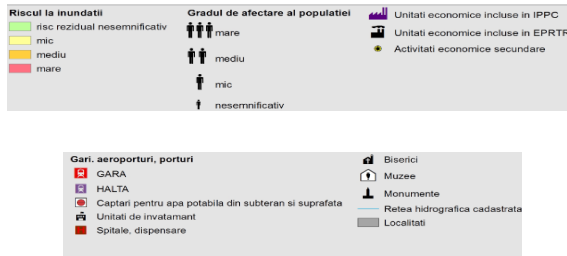 Riscul la inundatii
risc rezidual nesemnificativ
mic
mediu
mare
Gradul de afectare al populatiei
mare
mediu
mic
nesemnificativ
Unitati economice incluse in IPPC
Unitati economice incluse in EPRTR
Activitati economice secundare
Gari. aeroporturi, porturi
GARA
HALTA
Captari pentru apa potabila din subteran si suprafata
Unitati de invatamant
Spitale, dispensare
Biserici
Muzee
Monumente
Retea hidrografica cadastrata
Localitati